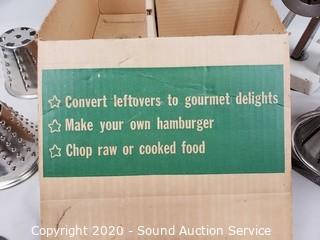 Convert leftovers to gourmet delights
Make your own hamburger
Chop raw or cooked food
Copyright 2020 - Sound Auction Service